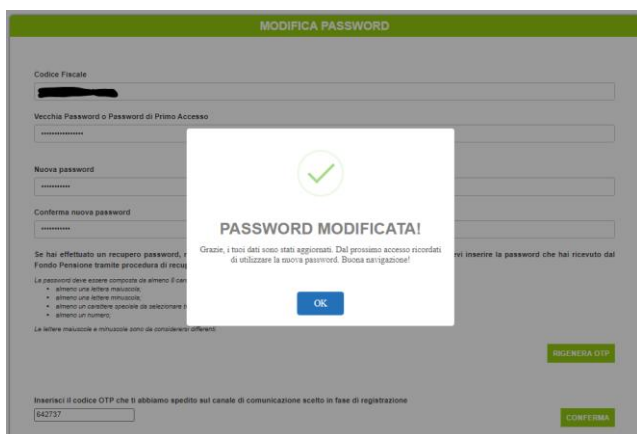 MODIFICA PASSWORD
Codice Fiscale
Vecchia Password o Password di Primo Accesso
Nuova password
Conferma nuova password
PASSWORD MODIFICATA!
Grazie, i tuoi dati sono stati aggiornati. Dal prossimo accesso ricordati
di utilizzare la nuova password. Buona navigazione!
OK
Se hai effettuato un recupero password, evi inserire la password che hai ricevuto dal
Fondo Pensione tramite procedura di recup
La password deve essere composta da almeno 8 car
almeno una lettera maiuscola;
almeno una lettera minuscola;
almeno un carattere speciale da selezionare
almeno un numero;
Le lettere maiuscole e minuscole sono da considerarsi differenti.
RIGENERA OTP
Inserisci il codice OTP che ti abbiamo spedito sul canale di comunicazione scelto in fase di registrazione
642737
CONFERMA